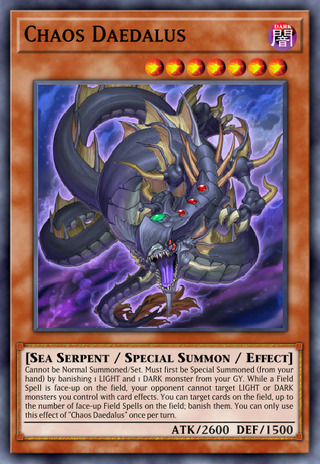 Chaos Daedalus
DARK
闇
[Sea Serpent / Special Summon / Effect]
Cannot be Normal Summoned/Set. Must first be Special Summoned (from your
hand) by banishing 1 LIGHT and 1 DARK monster from your GY. While a Field
Spell is face-up on the field, your opponent cannot target LIGHT or DARK
monsters you control with card effects. You can target cards on the field, up to
the number of face-up Field Spells on the field; banish them. You can only use
this effect of "Chaos Daedalus" once per turn.
ATK/2600 DEF/1500